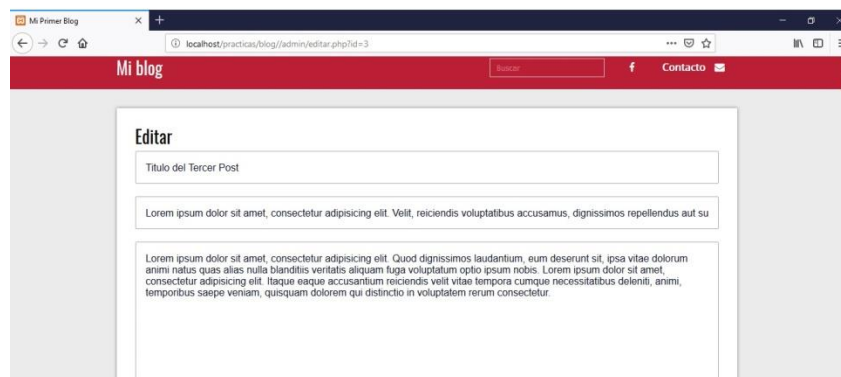 Mi Primer Blog
localhost/practicas/blog//admin/editar.php?id=3
Mi blog
Buscar
f
Contacto
Editar
Titulo del Tercer Post
Lorem ipsum dolor sit amet, consectetur adipisicing elit. Velit, reiciendis voluptatibus accusamus, dignissimos repellendus aut su
Lorem ipsum dolor sit amet, consectetur adipisicing elit. Quod dignissimos laudantium, eum deserunt sit, ipsa vitae dolorum
animi natus quas alias nulla blanditiis veritatis aliquam fuga voluptatum optio ipsum nobis. Lorem ipsum dolor sit amet,
consectetur adipisicing elit. Itaque eaque accusantium reiciendis velit vitae tempora cumque necessitatibus deleniti, animi,
temporibus saepe veniam, quisquam dolorem qui distinctio in voluptatem rerum consectetur.